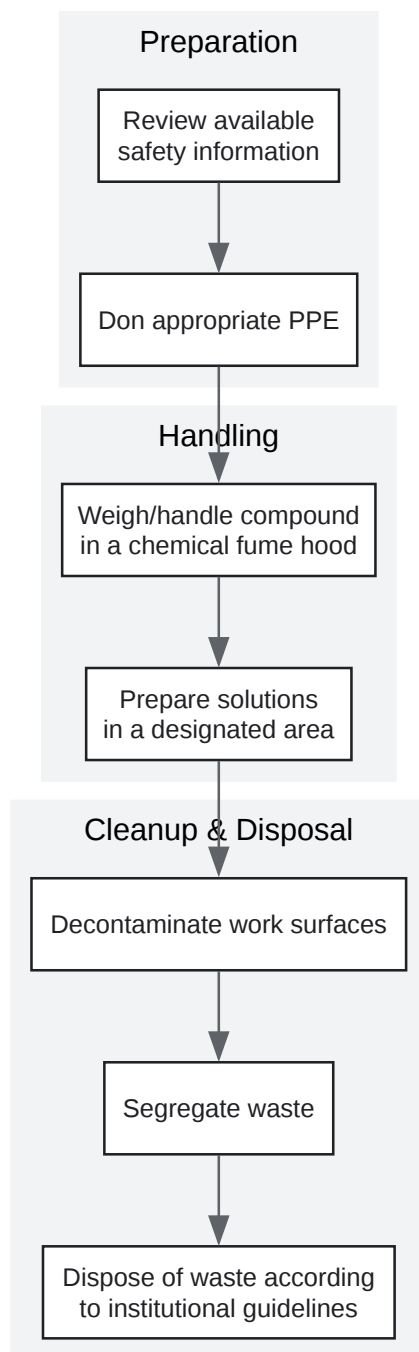 Preparation
Review available
safety information
Don appropriate PPE
Handling
Weigh/handle compound
in a chemical fume hood
Prepare solutions
in a designated area
Cleanup & Disposal
Decontaminate work surfaces
Segregate waste
Dispose of waste according
to institutional guidelines